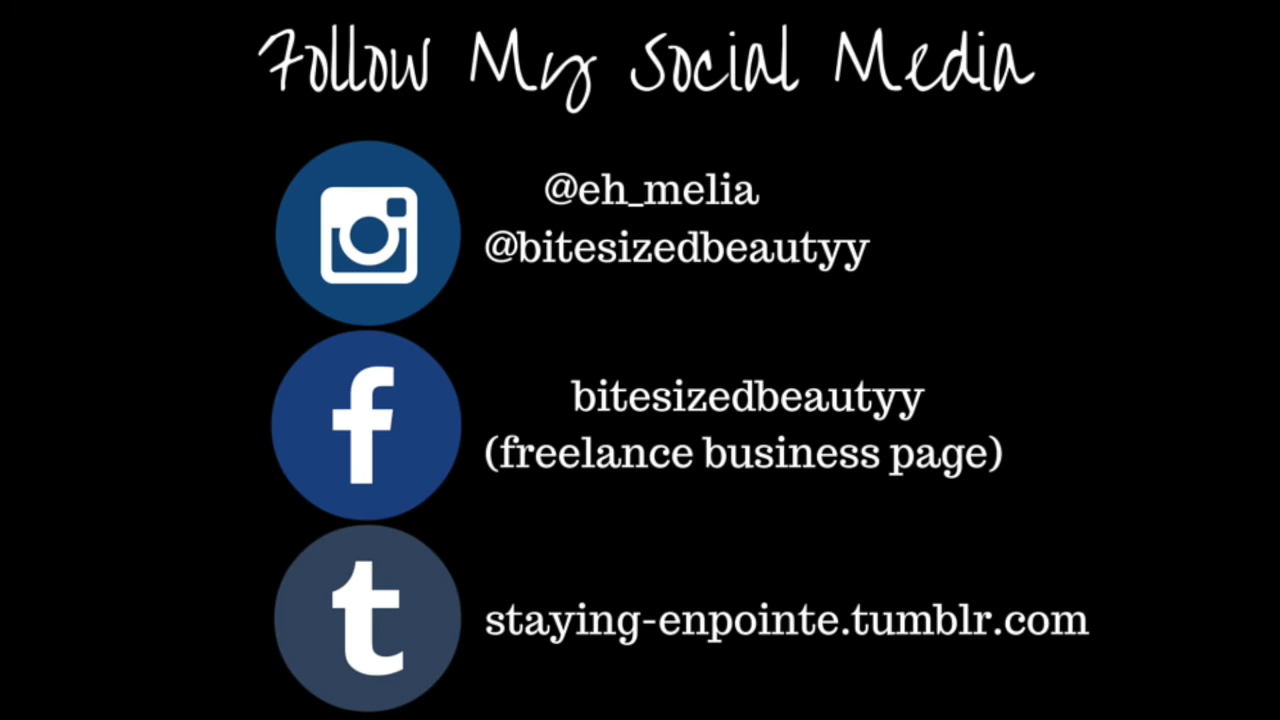 Follow My Social Media
@eh_melia
@bitesizedbeautyy
bitesizedbeautyy
(freelance business page)
staying-enpointe.tumblr.com